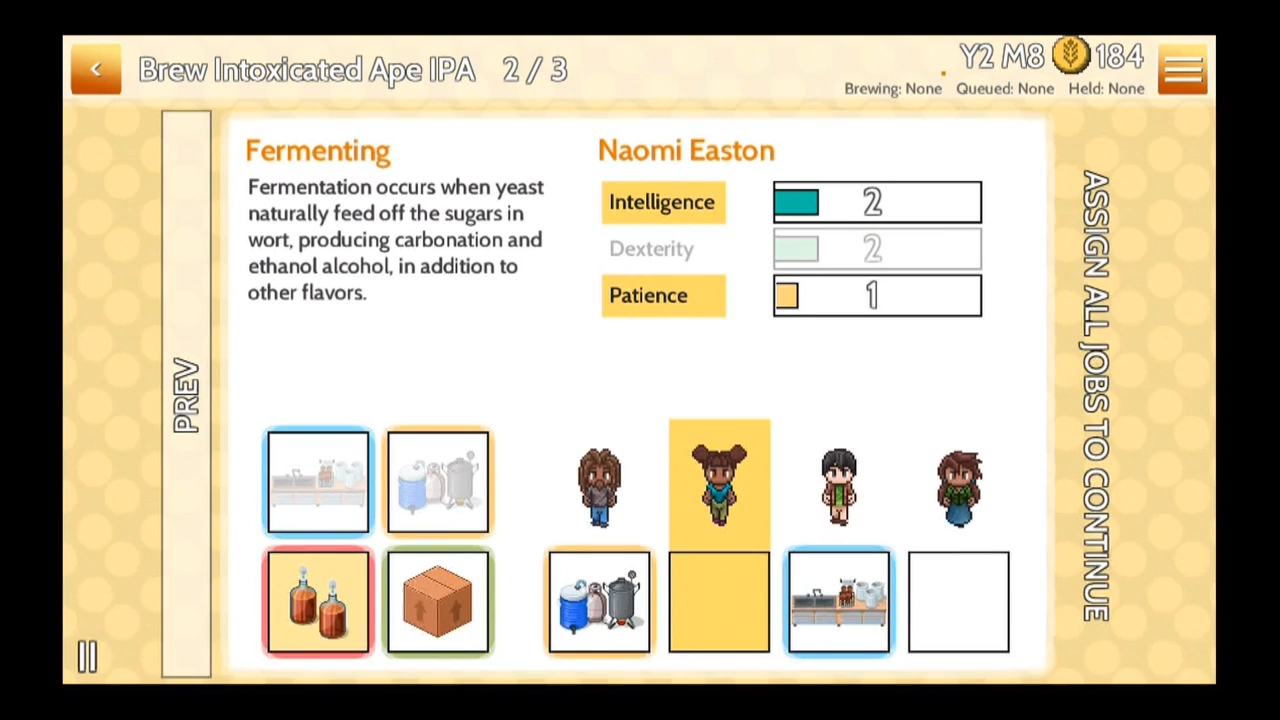 Brew Intoxicated Ape IPA 2 / 3
Y2 M8 184
Brewing: None Queued: None Held: None
PREV
Fermenting
Fermentation occurs when yeast
naturally feed off the sugars in
wort, producing carbonation and
ethanol alcohol, in addition to
other flavors.
Naomi Easton
Intelligence 2
Dexterity 2
Patience 1
ASSIGN ALL JOBS TO CONTINUE